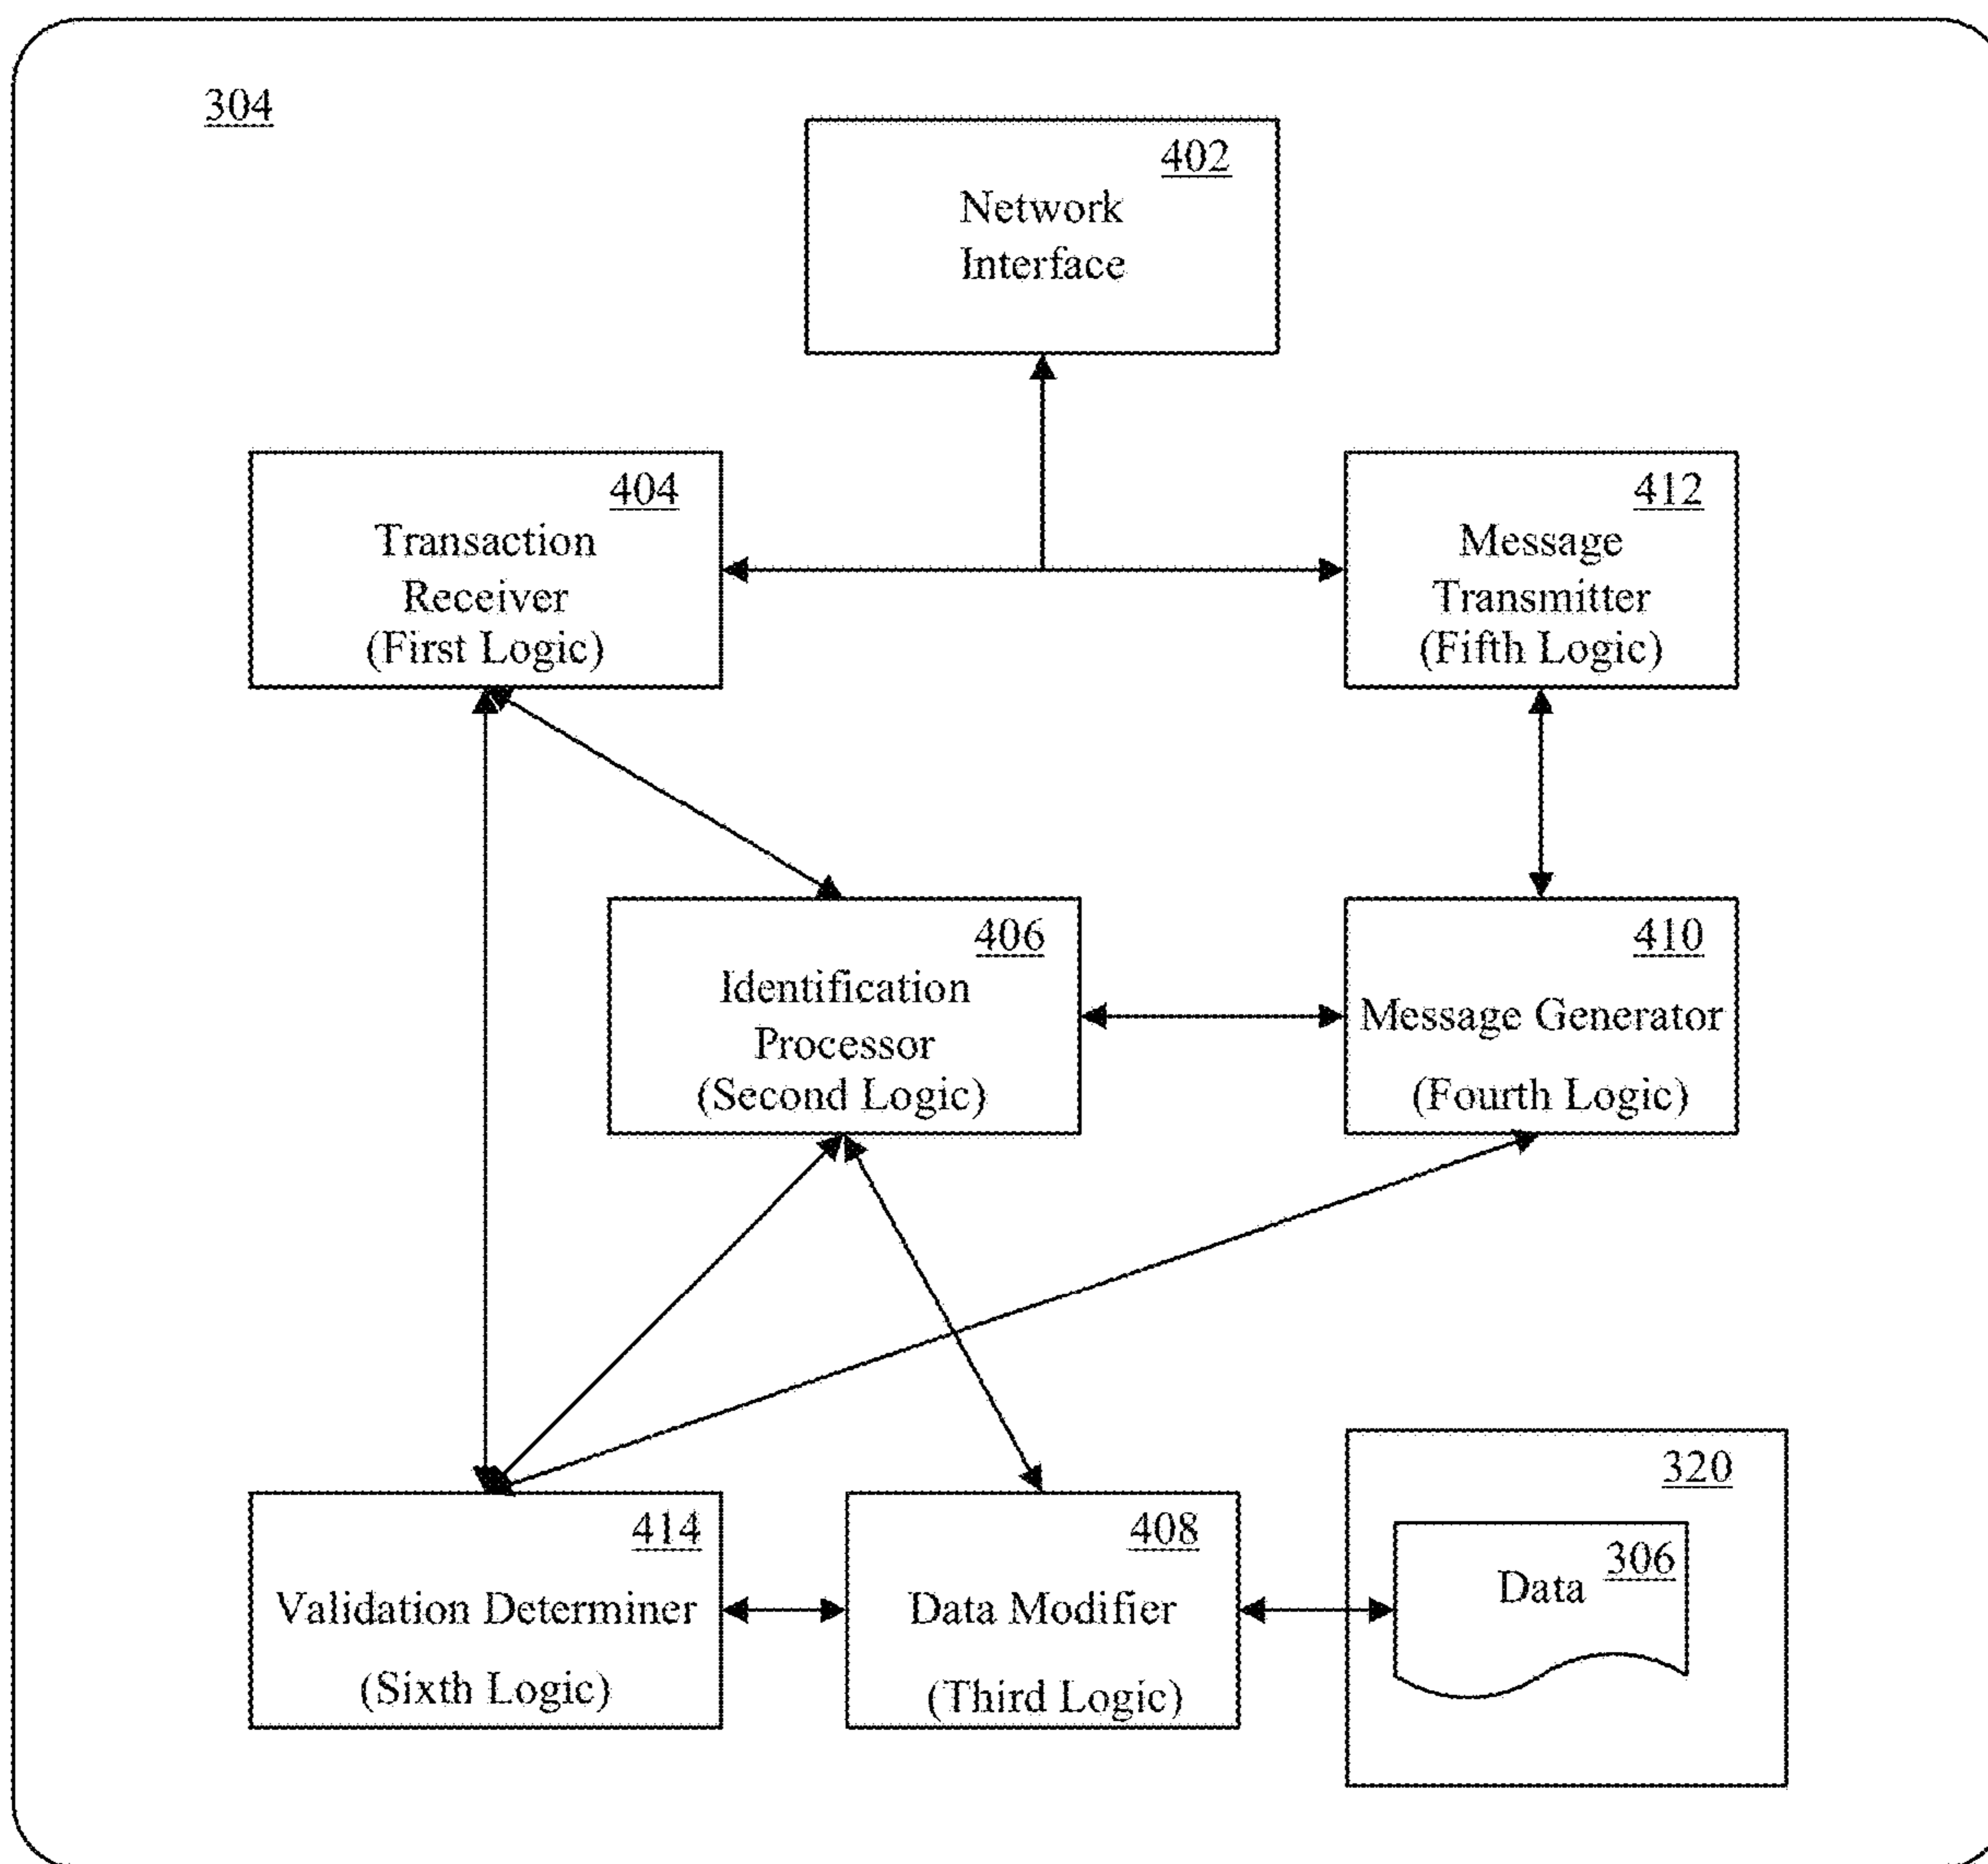 304
402
Network
Interface
404
Transaction
Receiver
(First Logic)
412
Message
Transmitter
(Fifth Logic)
406
Identification
Processor
(Second Logic)
410
Message Generator
(Fourth Logic)
414
Validation Determiner
(Sixth Logic)
408
Data Modifier
(Third Logic)
320
306
Data